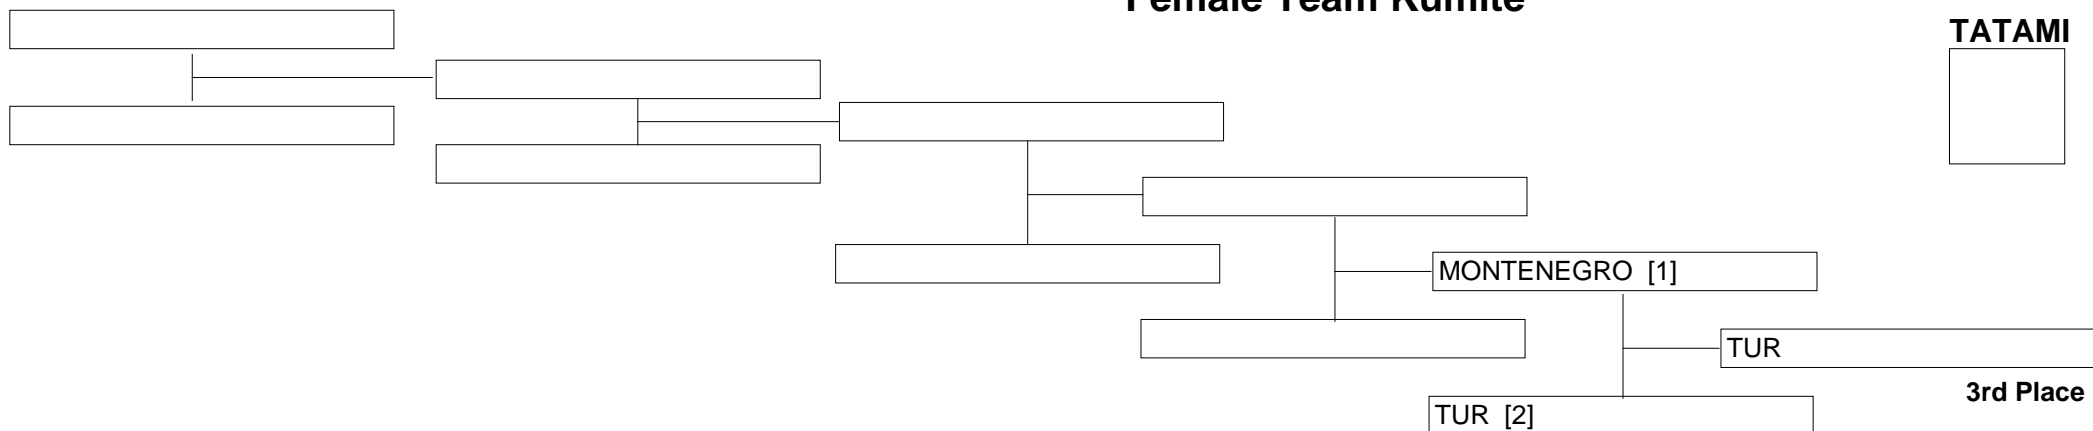 Female Team Kumite
TATAMI
MONTENEGRO [1]
TUR
3rd Place
TUR [2]